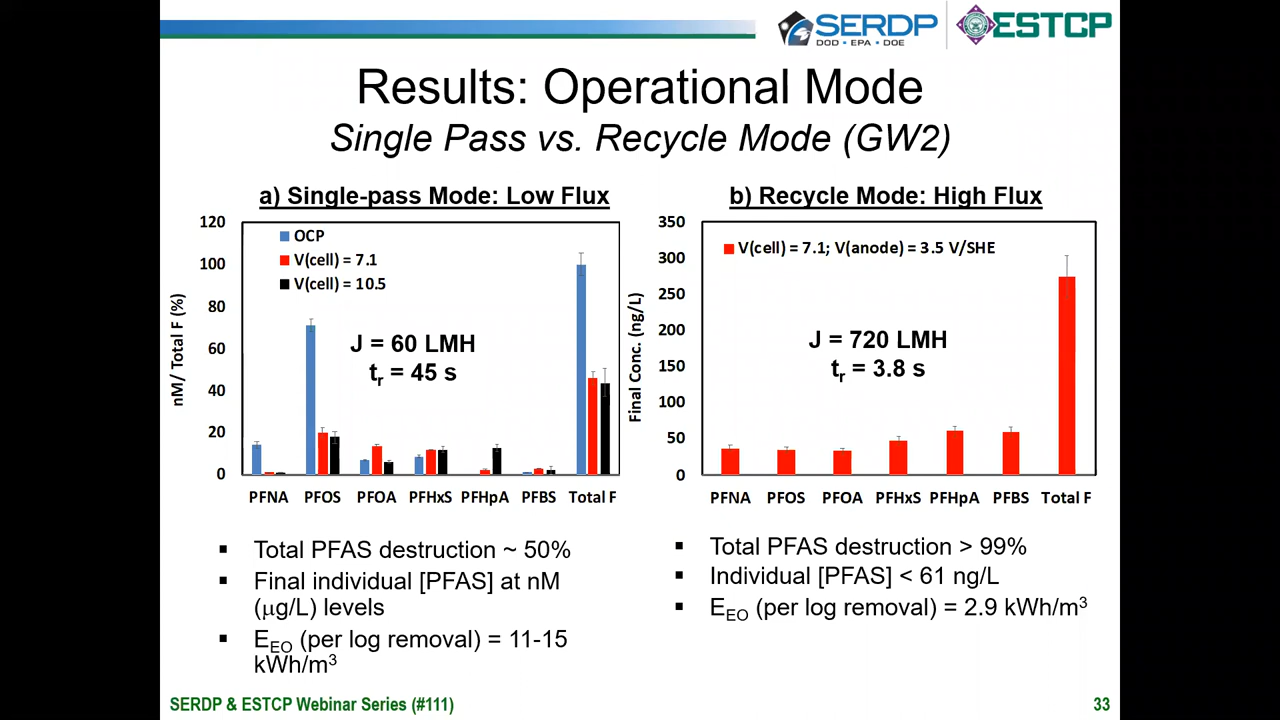 SERDP
DOD • EPA • DOE
ESTCP
Results: Operational Mode
Single Pass vs. Recycle Mode (GW2)
a) Single-pass Mode: Low Flux
120
100
80
60
40
20
0
nM/ Total F (%)
OCP
V(cell) = 7.1
V(cell) = 10.5
J = 60 LMH
tr = 45 s
PFNA PFOS PFOA PFHxS PFHpA PFBS Total F
Total PFAS destruction ~ 50%
Final individual [PFAS] at nM
(μg/L) levels
EEO (per log removal) = 11-15
kWh/m³
b) Recycle Mode: High Flux
350
300
250
200
150
100
50
0
Final Conc. (ng/L)
V(cell) = 7.1; V(anode) = 3.5 V/SHE
J = 720 LMH
tr = 3.8 s
PFNA PFOS PFOA PFHxS PFHpA PFBS Total F
Total PFAS destruction > 99%
Individual [PFAS] < 61 ng/L
EEO (per log removal) = 2.9 kWh/m³
SERDP & ESTCP Webinar Series (#111)
33